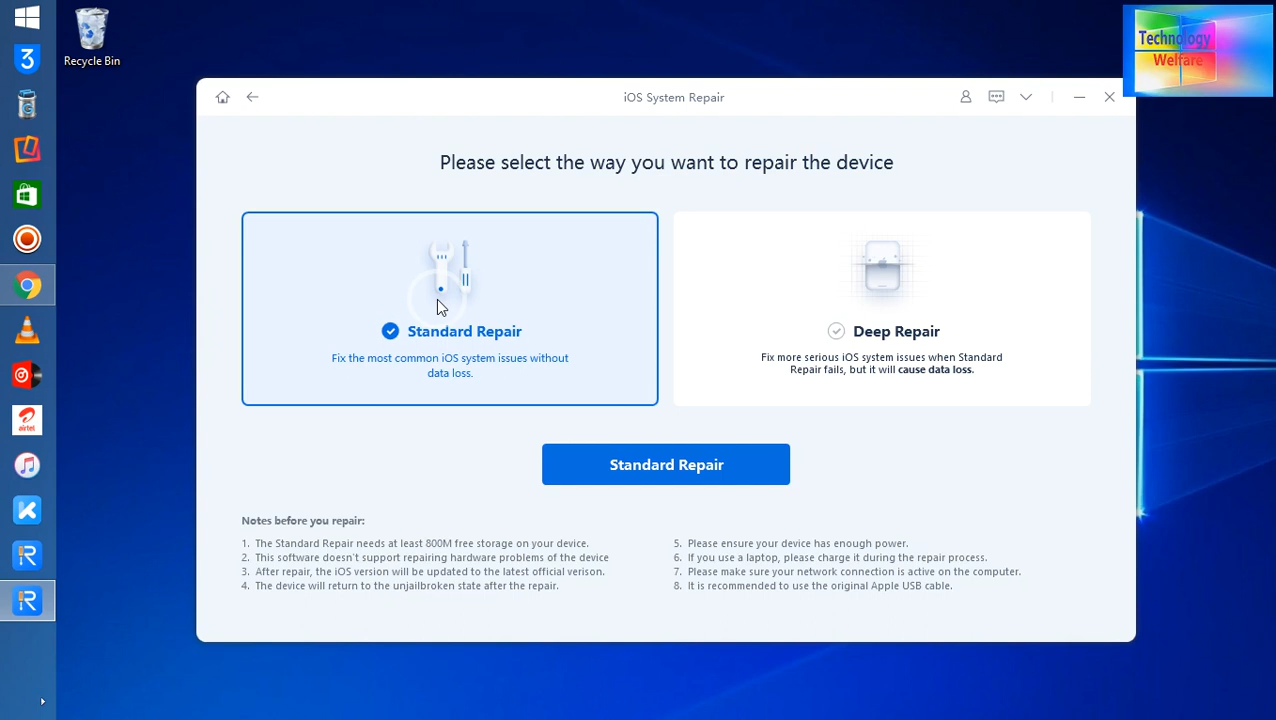 Recycle Bin
Technology
Welfare
iOS System Repair
Please select the way you want to repair the device
Standard Repair
Fix the most common iOS system issues without
data loss.
Deep Repair
Fix more serious iOS system issues when Standard
Repair fails, but it will cause data loss.
Standard Repair
Notes before you repair:
1. The Standard Repair needs at least 800M free storage on your device.
2. This software doesn't support repairing hardware problems of the device
3. After repair, the iOS version will be updated to the latest official verison.
4. The device will return to the unjailbroken state after the repair.
5. Please ensure your device has enough power.
6. If you use a laptop, please charge it during the repair process.
7. Please make sure your network connection is active on the computer.
8. It is recommended to use the original Apple USB cable.
3
airtel
K
R
R